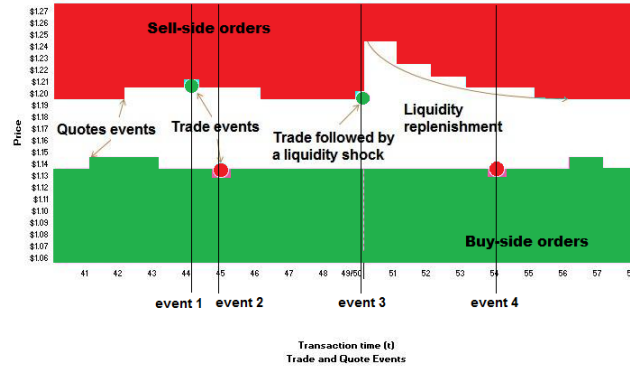 $1.27
$1.26
$1.25
$1.24
$1.23
$1.22
$1.21
$1.20
$1.19
$1.18
$1.17
$1.16
$1.15
$1.14
$1.13
$1.12
$1.10
$1.10
$1.09
$1.08
$1.07
$1.06
Price
Sell-side orders
Quotes events
Trade events
Trade followed by
a liquidity shock
Liquidity
replenishment
Buy-side orders
41 42 43 44 45 46 47 48 49/50 51 52 53 54 55 56 57
event 1 event 2 event 3 event 4
Transaction time (t)
Trade and Quote Events